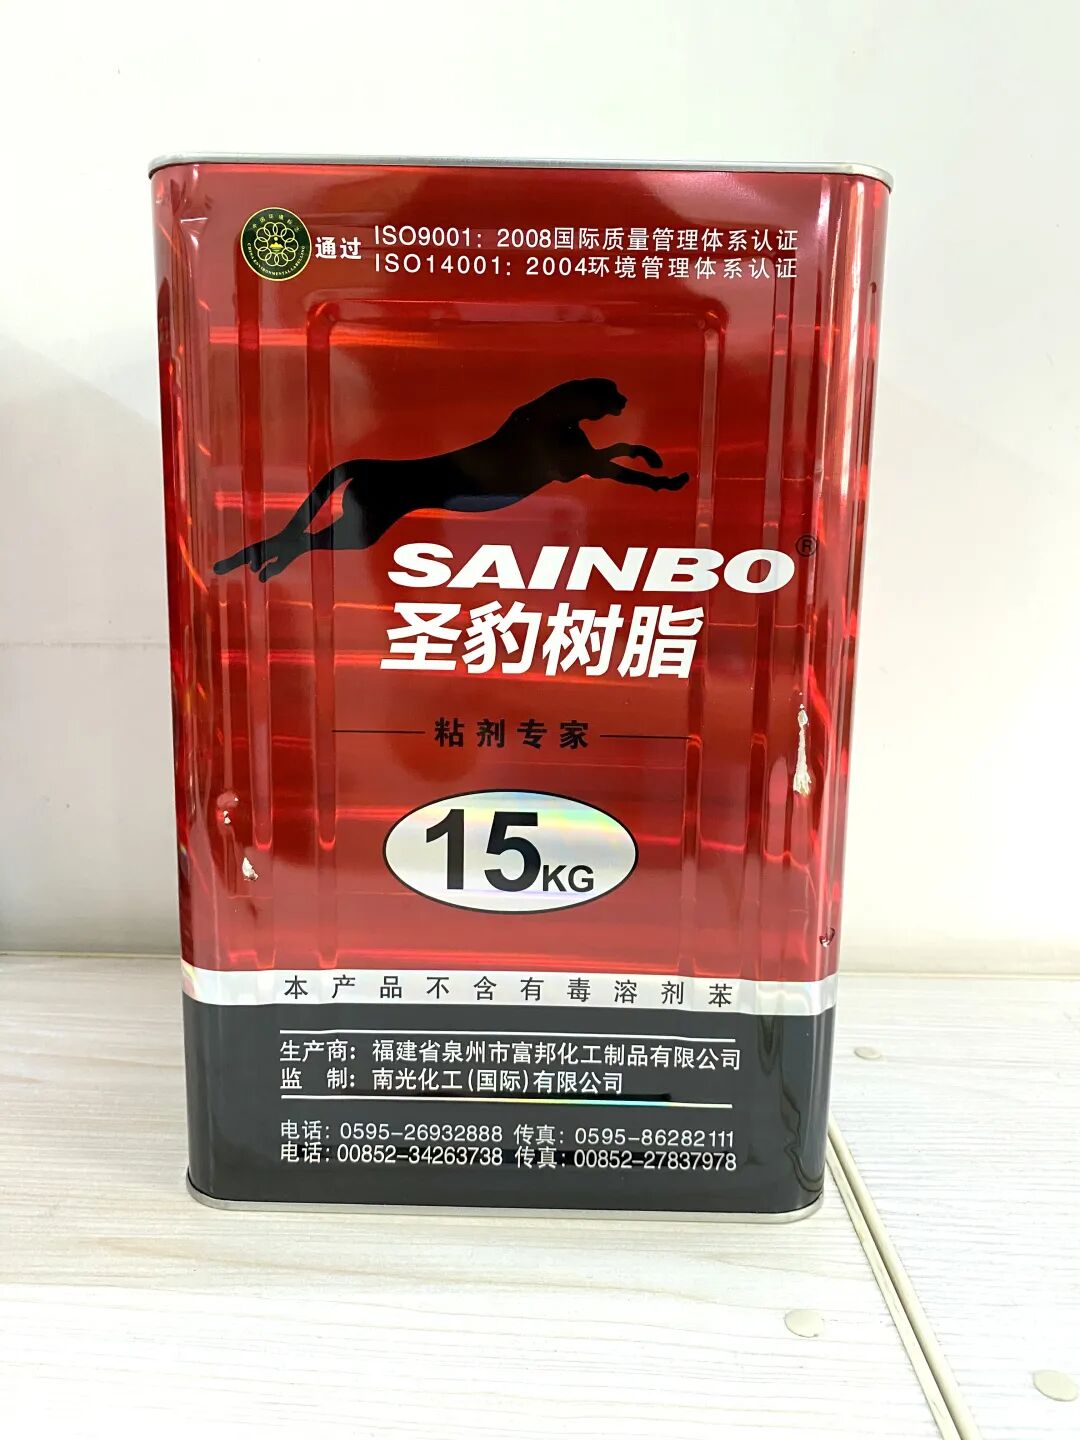 通过
ISO9001: 2008国际质量管理体系认证
ISO14001: 2004环境管理体系认证
SAINBO®
圣豹树脂
粘剂专家
15KG
本产品不含有毒溶剂苯
生产商：福建省泉州市富邦化工制品有限公司
监 制：南光化工(国际)有限公司
电话：0595-26932888 传真：0595-86282111
电话：00852-34263738 传真：00852-27837978